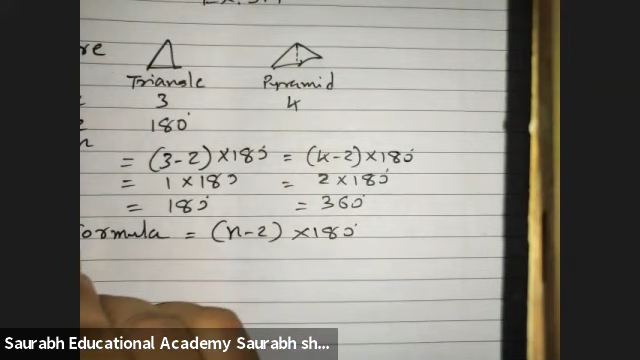 Triangle Pyramid
3 4
180°
= (3-2) × 180° = (4-2) × 180°
= 1 × 180° = 2 × 180°
= 180° = 360°
ormula = (n-2) × 180°
Saurabh Educational Academy Saurabh sh...